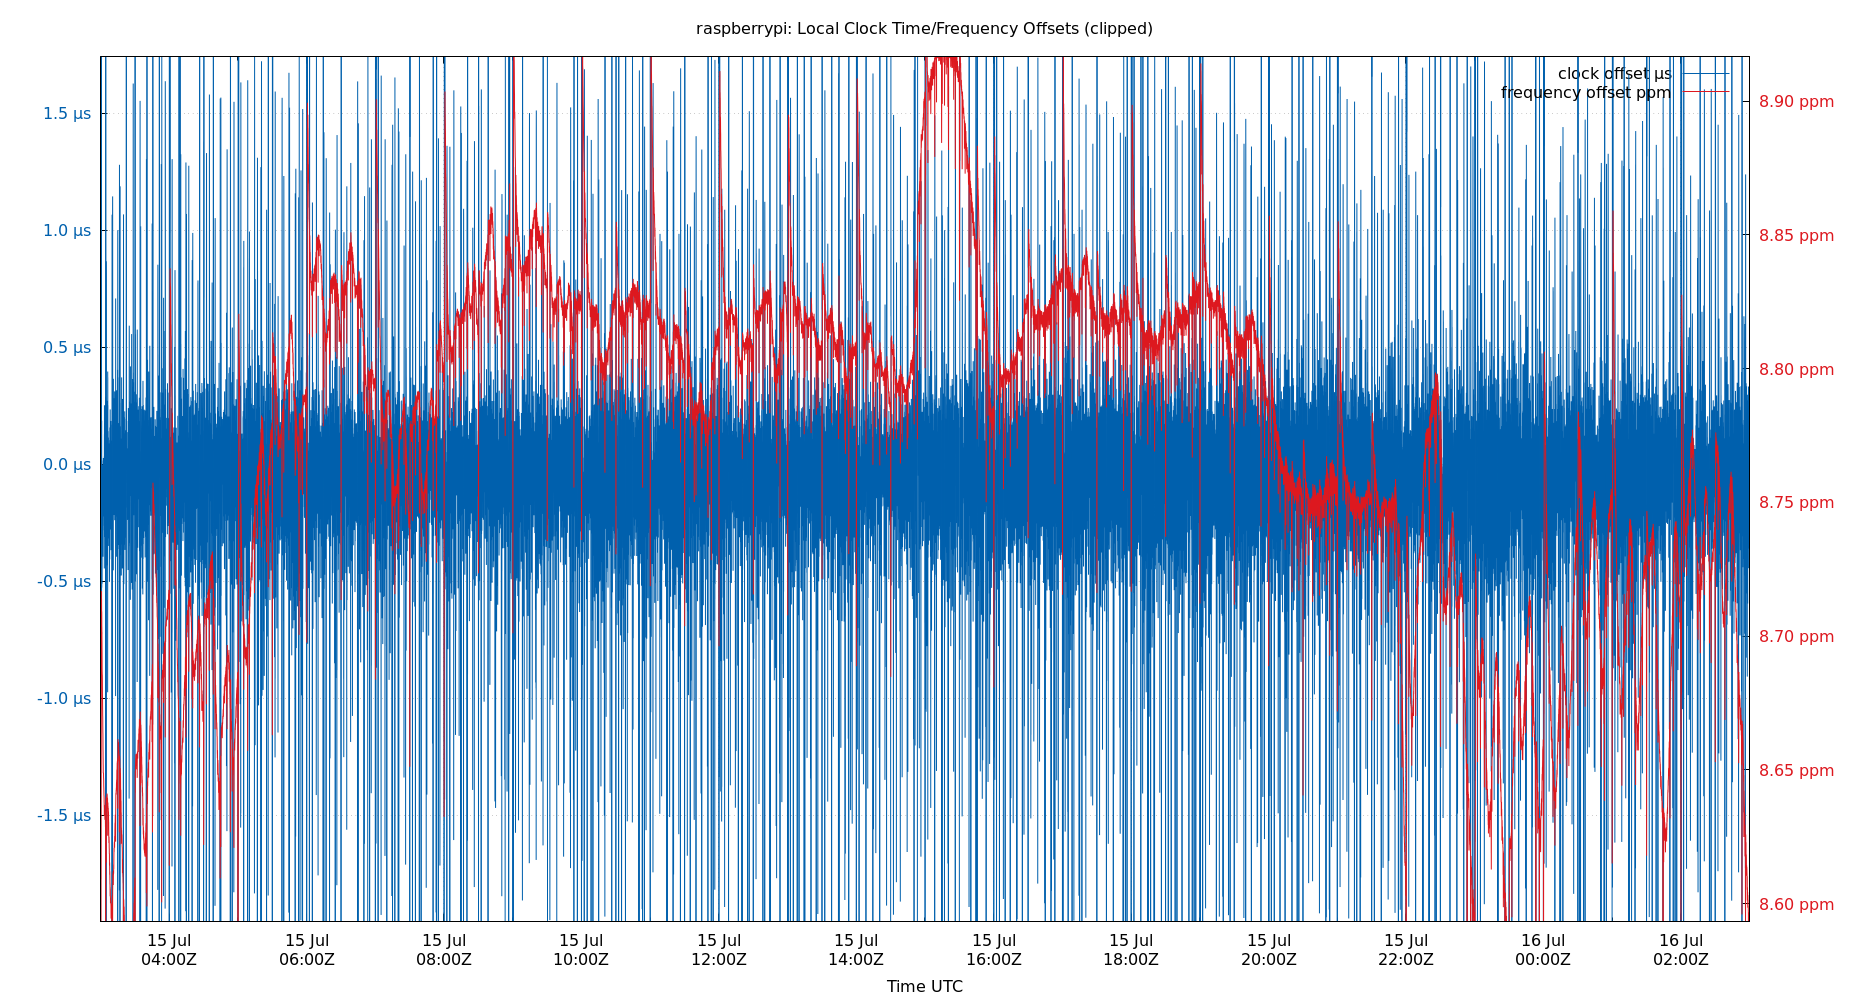 raspberrypi: Local Clock Time/Frequency Offsets (clipped)
clock offset µs
frequency offset ppm
1.5 µs
1.0 µs
0.5 µs
0.0 µs
-0.5 µs
-1.0 µs
-1.5 µs
8.90 ppm
8.85 ppm
8.80 ppm
8.75 ppm
8.70 ppm
8.65 ppm
8.60 ppm
15 Jul 15 Jul 15 Jul 15 Jul 15 Jul 15 Jul 15 Jul 15 Jul 15 Jul 15 Jul 16 Jul 16 Jul
04:00Z 06:00Z 08:00Z 10:00Z 12:00Z 14:00Z 16:00Z 18:00Z 20:00Z 22:00Z 00:00Z 02:00Z
Time UTC